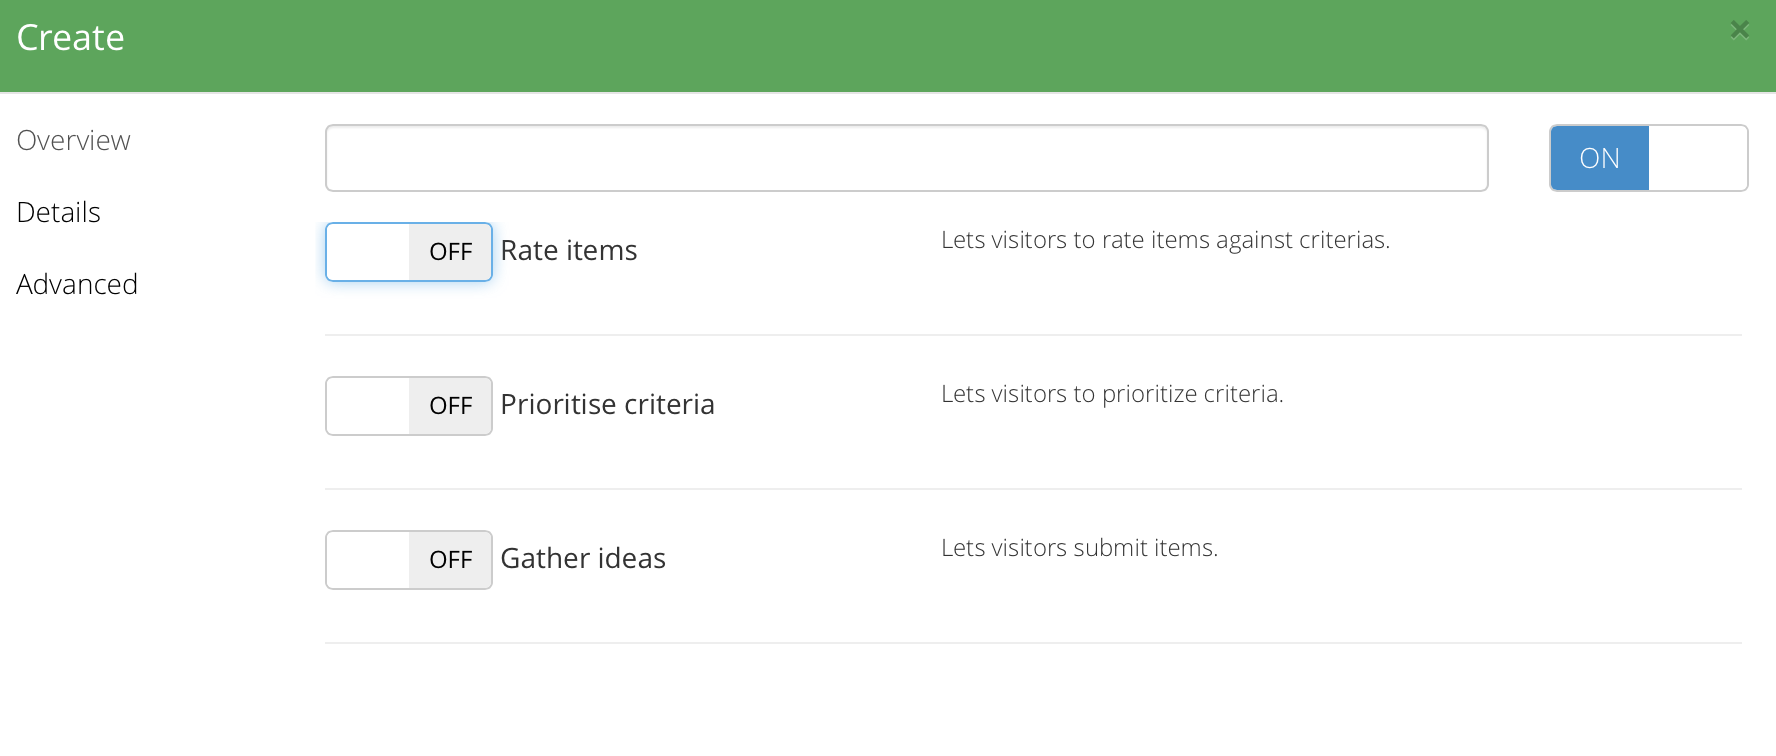 Create
×
Overview
Details
Advanced
ON
OFF Rate items
Lets visitors to rate items against criterias.
OFF Prioritise criteria
Lets visitors to prioritize criteria.
OFF Gather ideas
Lets visitors submit items.